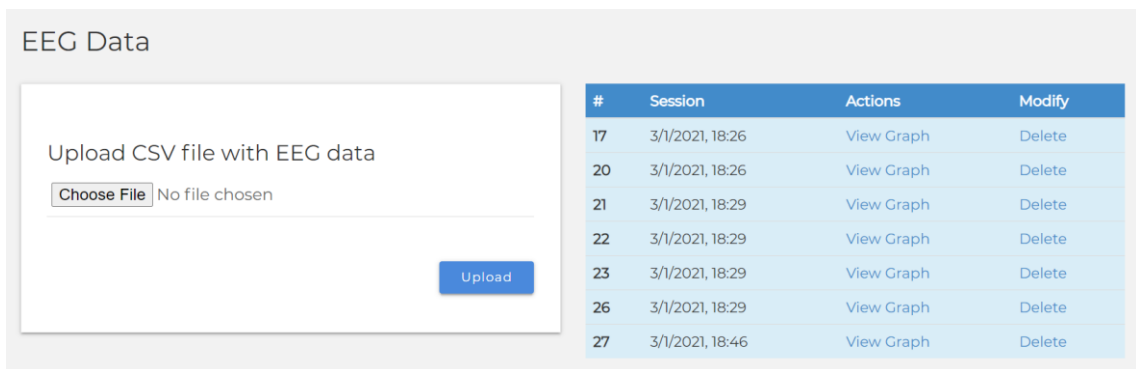 EEG Data
Upload CSV file with EEG data
Choose File No file chosen
Upload
# Session Actions Modify
17 3/1/2021, 18:26 View Graph Delete
20 3/1/2021, 18:26 View Graph Delete
21 3/1/2021, 18:29 View Graph Delete
22 3/1/2021, 18:29 View Graph Delete
23 3/1/2021, 18:29 View Graph Delete
26 3/1/2021, 18:29 View Graph Delete
27 3/1/2021, 18:46 View Graph Delete